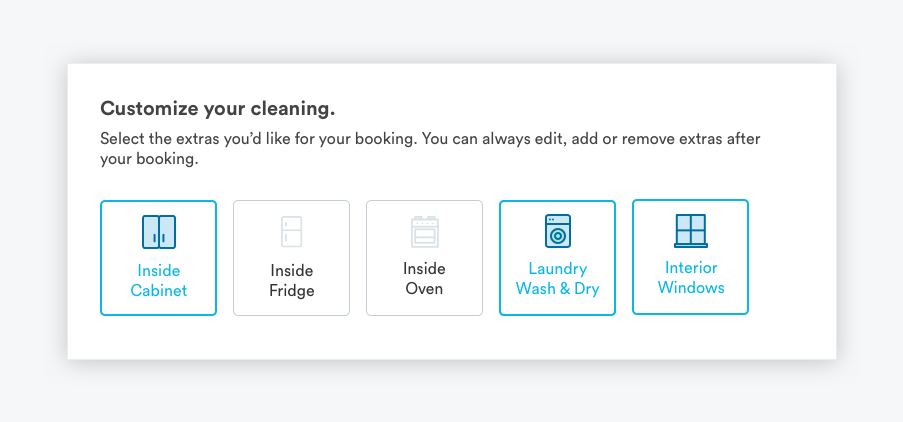 Customize your cleaning.
Select the extras you’d like for your booking. You can always edit, add or remove extras after
your booking.
Inside
Cabinet
Inside
Fridge
Inside
Oven
Laundry
Wash & Dry
Interior
Windows